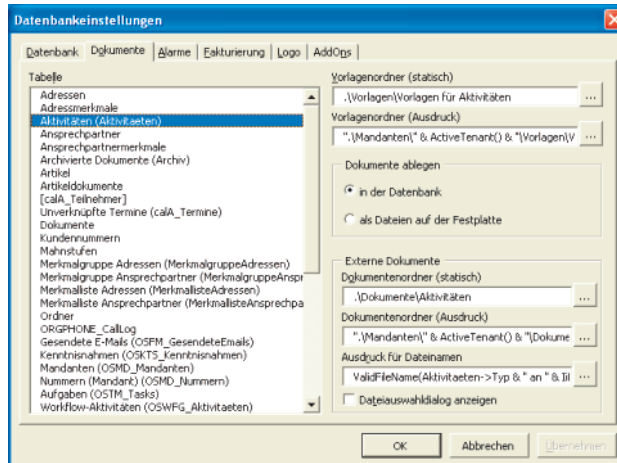 Datenbankeinstellungen
Datenbank Dokumente Alarme Fakturierung Logo AddOns
Tabelle
Adressen
Adressmerkmale
Aktivitäten (Aktivitaeten)
Ansprechpartner
Ansprechpartnermerkmale
Archivierte Dokumente (Archiv)
Artikel
Artikeldokumente
[calA_Teilnehmer]
Unverknüpfte Termine (calA_Termine)
Dokumente
Kundennummern
Mahnstufen
Merkmalgruppe Adressen (MerkmalgruppeAdressen)
Merkmalgruppe Ansprechpartner (MerkmalgruppeAnspr
Merkmalliste Adressen (MerkmallisteAdressen)
Merkmalliste Ansprechpartner (MerkmallisteAnsprechpa
Ordner
ORGPHONE_CallLog
Gesendete E-Mails (OSFM_GesendeteEmails)
Kenntnisnahmen (OSKTS_Kenntnisnahmen)
Mandanten (OSMD_Mandanten)
Nummern (Mandant) (OSMD_Nummern)
Aufgaben (OSTM_Tasks)
Workflow-Aktivitäten (OSWFG_Aktivitaeten)
Vorlagenordner (statisch)
.\Vorlagen\Vorlagen für Aktivitäten
...
Vorlagenordner (Ausdruck)
".\Mandanten\" & ActiveTenant() & "\Vorlagen\V
...
Dokumente ablegen
in der Datenbank
als Dateien auf der Festplatte
Externe Dokumente
Dokumentenordner (statisch)
.\Dokumente\Aktivitäten
...
Dokumentenordner (Ausdruck)
".\Mandanten\" & ActiveTenant() & "\Dokume
...
Ausdruck für Dateinamen
ValidFileName(Aktivitaeten->Typ & " an " &
...
Dateiauswahldialog anzeigen
OK Abbrechen Übernehmen